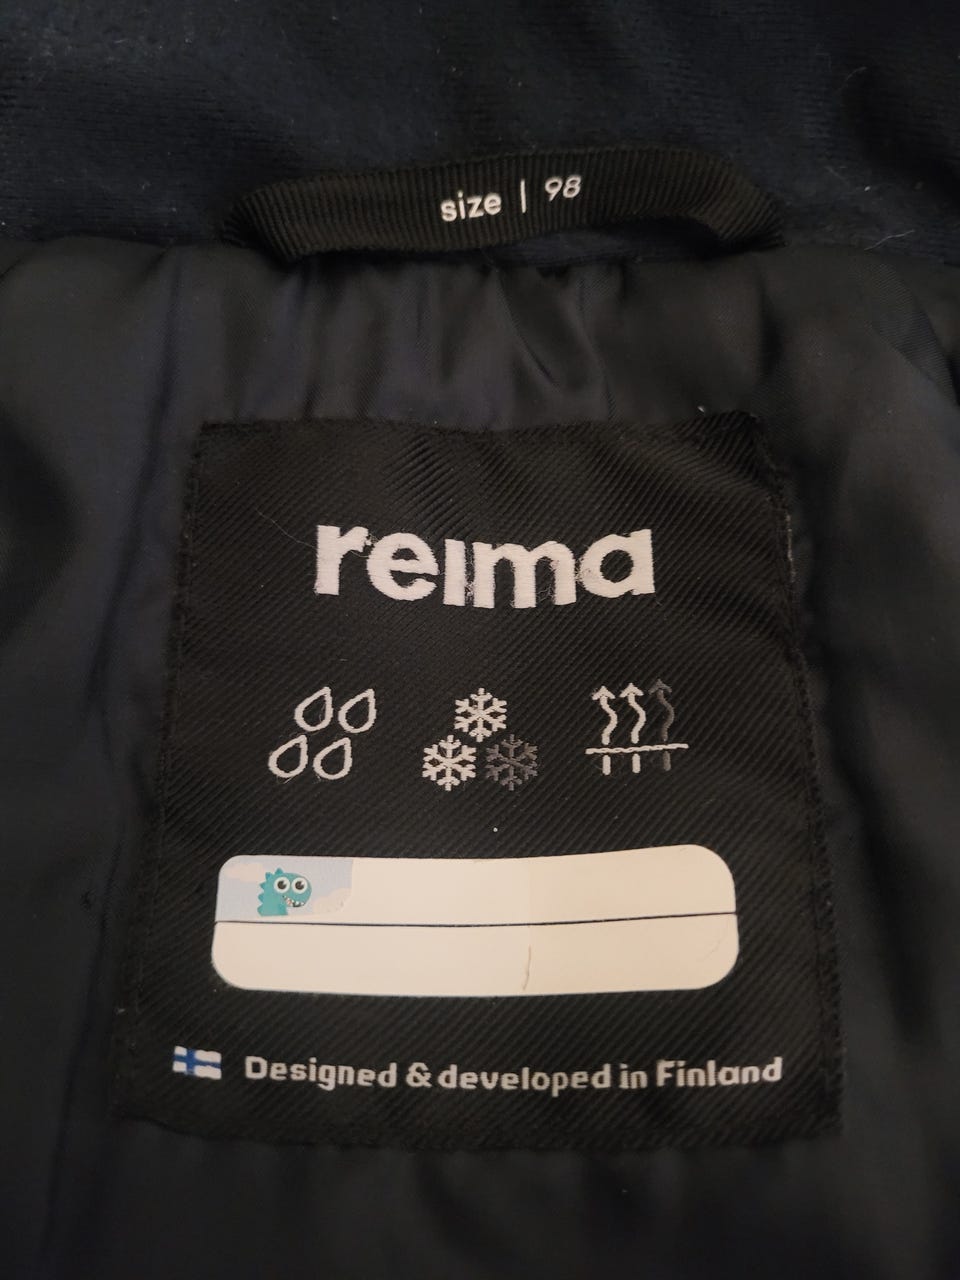 size | 98
reima
Designed & developed in Finland